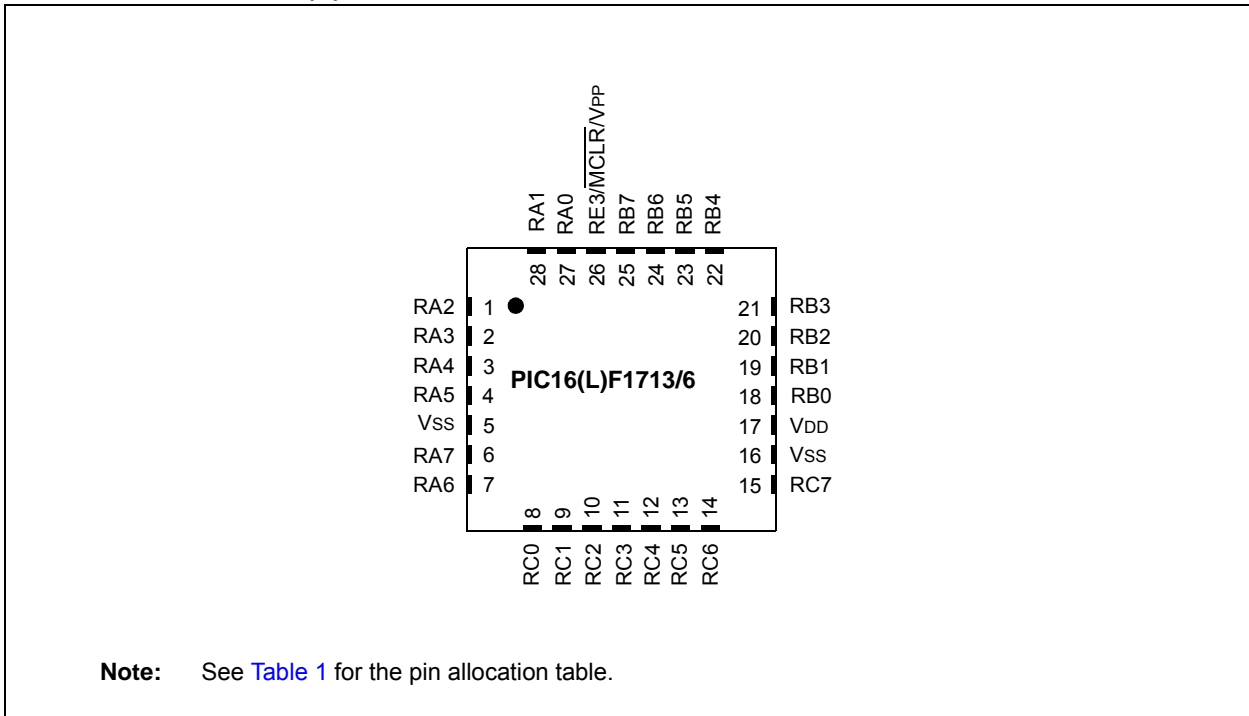 RE3/MCLR/VPP
RA1
RA0
RB7
RB6
RB5
RB4
28
27
26
25
24
23
22
RA2 1
RA3 2
RA4 3
RA5 4
VSS 5
RA7 6
RA6 7
PIC16(L)F1713/6
21 RB3
20 RB2
19 RB1
18 RB0
17 VDD
16 VSS
15 RC7
8
9
10
11
12
13
14
RC0
RC1
RC2
RC3
RC4
RC5
RC6
Note: See Table 1 for the pin allocation table.